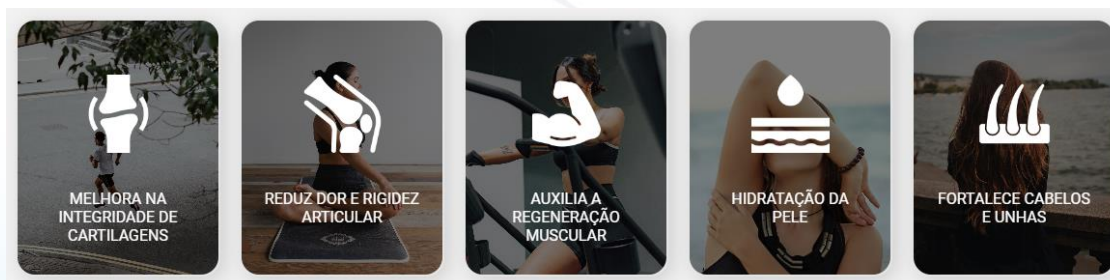 MELHORA NA
INTEGRIDADE DE
CARTILAGENS
REDUZ DOR E RIGIDEZ
ARTICULAR
AUXILIA A
REGENERAÇÃO
MUSCULAR
HIDRATAÇÃO DA
PELE
FORTALECE CABELOS
E UNHAS